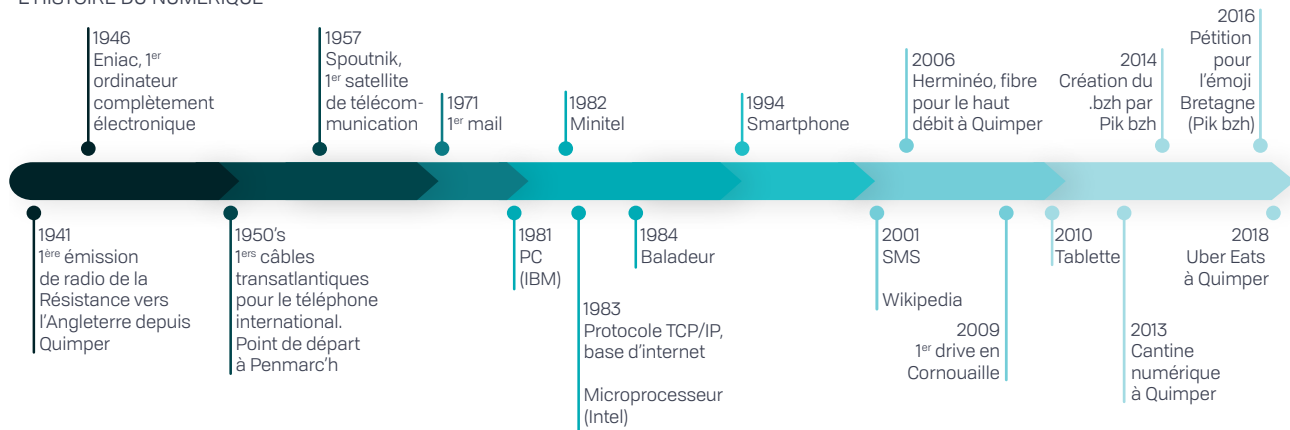 L'HISTOIRE DU NUMÉRIQUE
1946
Eniac, 1er
ordinateur
complètement
électronique
1957
Spoutnik,
1er satellite
de télécom-
munication
1971
1er mail
1982
Minitel
1994
Smartphone
2006
Herminéo, fibre
pour le haut
débit à Quimper
2014
Création du
.bzh par
Pik bzh
2016
Pétition
pour
l'émoji
Bretagne
(Pik bzh)
1941
1ère émission
de radio de la
Résistance vers
l'Angleterre depuis
Quimper
1950's
1ers câbles
transatlantiques
pour le téléphone
international.
Point de départ
à Penmarc'h
1981
PC
(IBM)
1983
Protocole TCP/IP,
base d'internet
Microprocesseur
(Intel)
1984
Baladeur
2001
SMS
Wikipedia
2009
1er drive en
Cornouaille
2010
Tablette
2013
Cantine
numérique
à Quimper
2018
Uber Eats
à Quimper